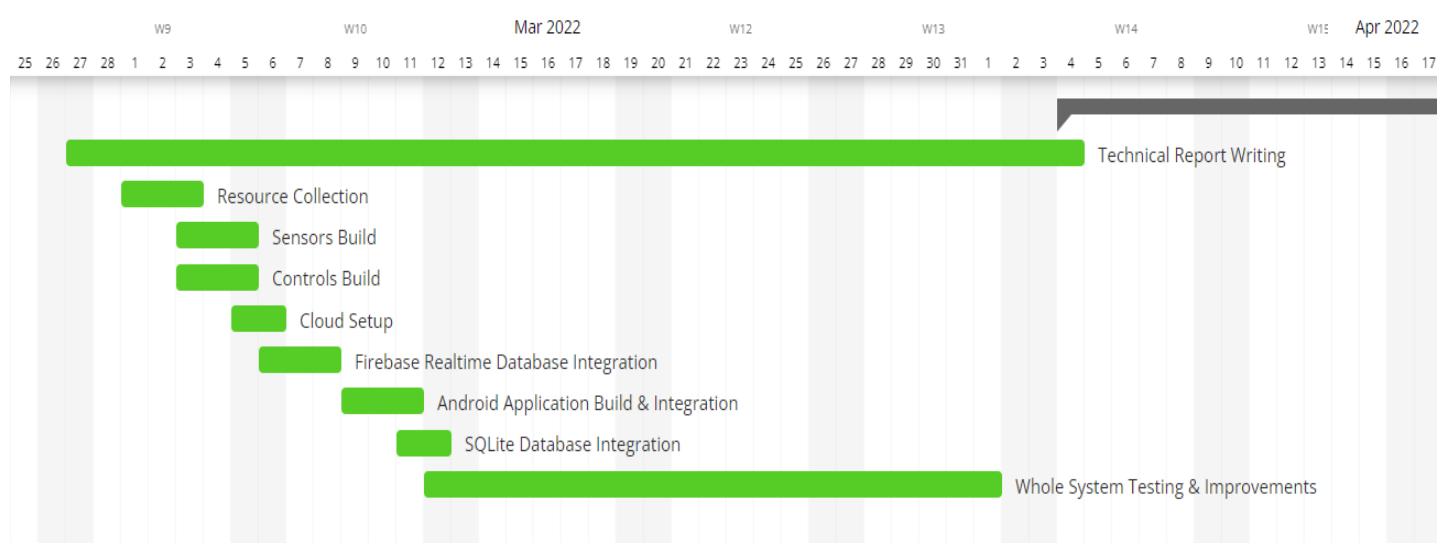 W9 W10 Mar 2022 W12 W13 W14 W15 Apr 2022
25 26 27 28 1 2 3 4 5 6 7 8 9 10 11 12 13 14 15 16 17 18 19 20 21 22 23 24 25 26 27 28 29 30 31 1 2 3 4 5 6 7 8 9 10 11 12 13 14 15 16 17
Technical Report Writing
Resource Collection
Sensors Build
Controls Build
Cloud Setup
Firebase Realtime Database Integration
Android Application Build & Integration
SQLite Database Integration
Whole System Testing & Improvements